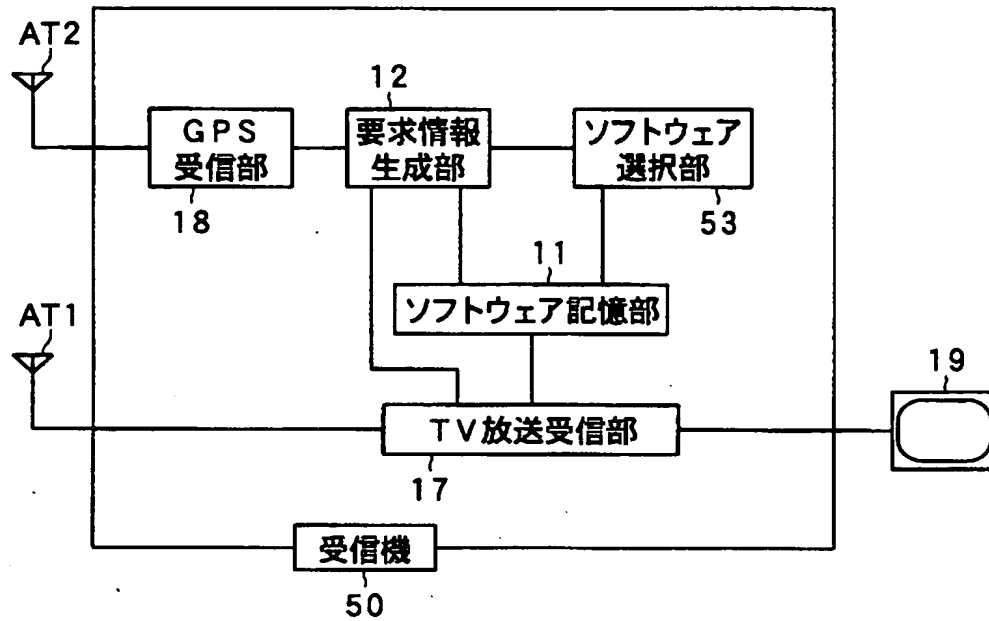 AT2
12
GPS
受信部
18
要求情報
生成部
ソフトウェア
選択部
53
11
ソフトウェア記憶部
AT1
19
TV放送受信部
17
受信機
50